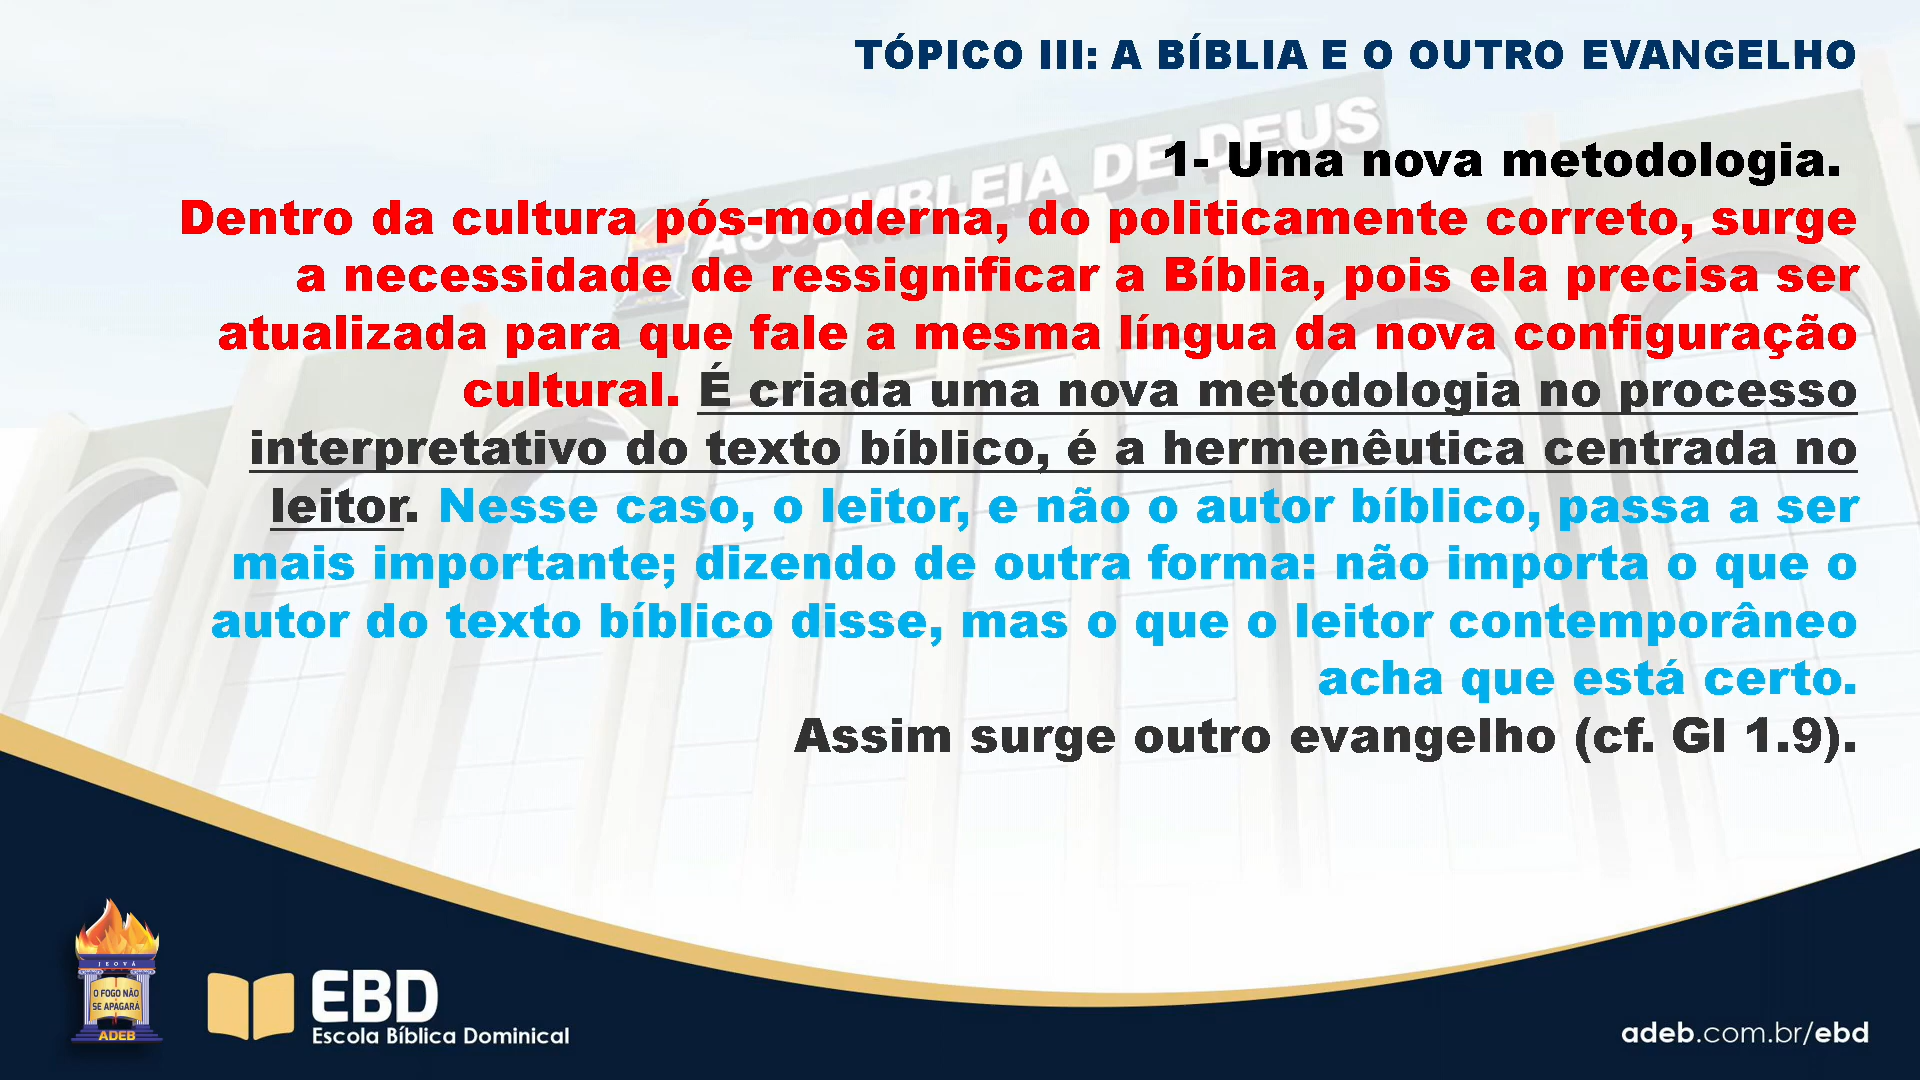 TÓPICO III: A BÍBLIA E O OUTRO EVANGELHO
ASSEMBLEIA DE DEUS
1- Uma nova metodologia.
Dentro da cultura pós-moderna, do politicamente correto, surge
a necessidade de ressignificar a Bíblia, pois ela precisa ser
atualizada para que fale a mesma língua da nova configuração
cultural. É criada uma nova metodologia no processo
interpretativo do texto bíblico, é a hermenêutica centrada no
leitor. Nesse caso, o leitor, e não o autor bíblico, passa a ser
mais importante; dizendo de outra forma: não importa o que o
autor do texto bíblico disse, mas o que o leitor contemporâneo
acha que está certo.
Assim surge outro evangelho (cf. Gl 1.9).
JEOVÁ
O FOGO NÃO
SE APAGARÁ
ADEB
EBD
Escola Bíblica Dominical
adeb.com.br/ebd